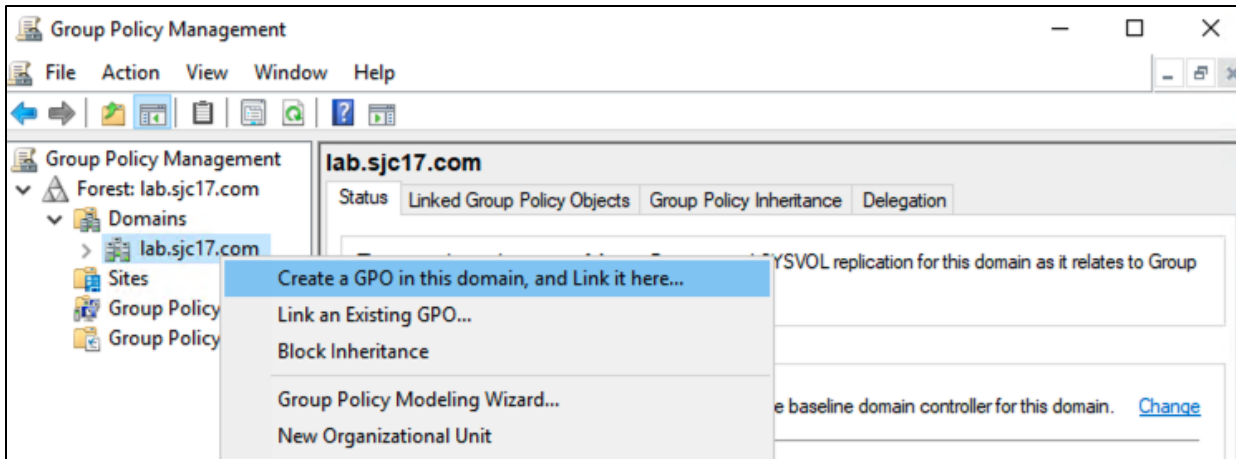 Group Policy Management
File Action View Window Help
Group Policy Management
Forest: lab.sjc17.com
Domains
lab.sjc17.com
Sites
Group Policy
Group Policy
lab.sjc17.com
Status Linked Group Policy Objects Group Policy Inheritance Delegation
YSVOL replication for this domain as it relates to Group
e baseline domain controller for this domain. Change
Create a GPO in this domain, and Link it here...
Link an Existing GPO...
Block Inheritance
Group Policy Modeling Wizard...
New Organizational Unit